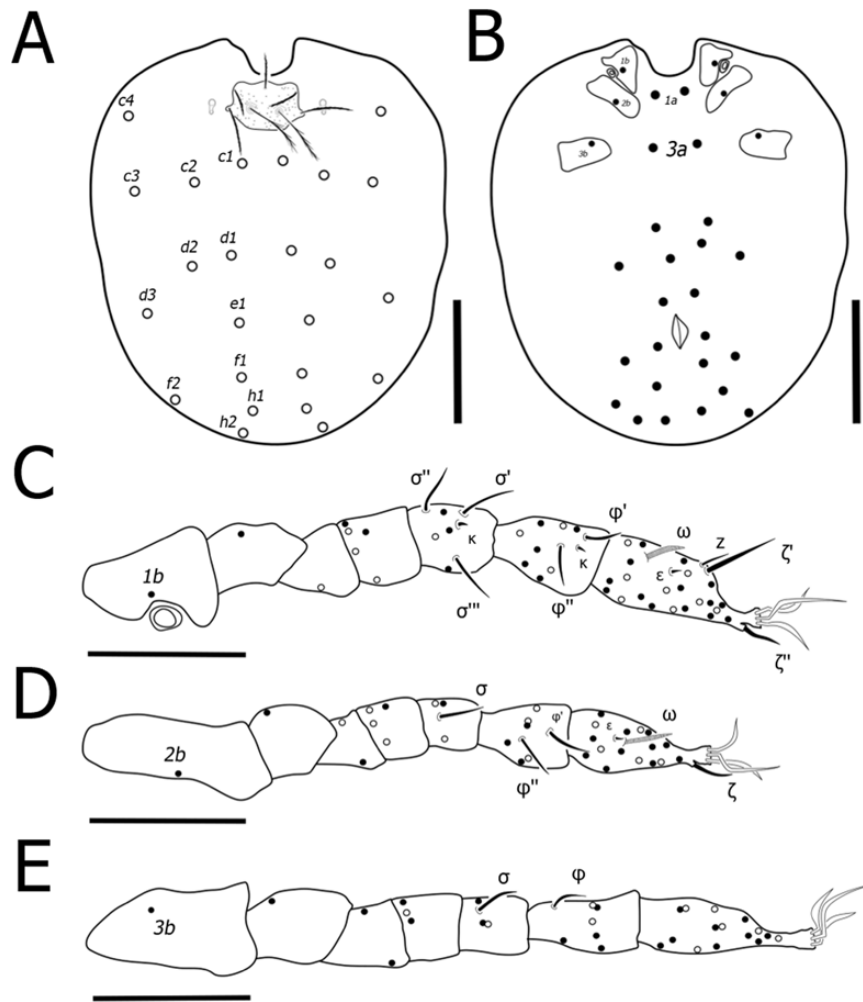 A
B
c4
c1
c2
c3
d1
d2
d3
e1
f1
f2
h1
h2
1b
2b
1a
3b
3a
C
σ" σ'
κ
φ'
κ
ω
z
ζ'
ε
1b
σ'''
φ"
ζ"
D
σ
φ'
ε
ω
2b
φ"
ζ
E
σ
φ
3b